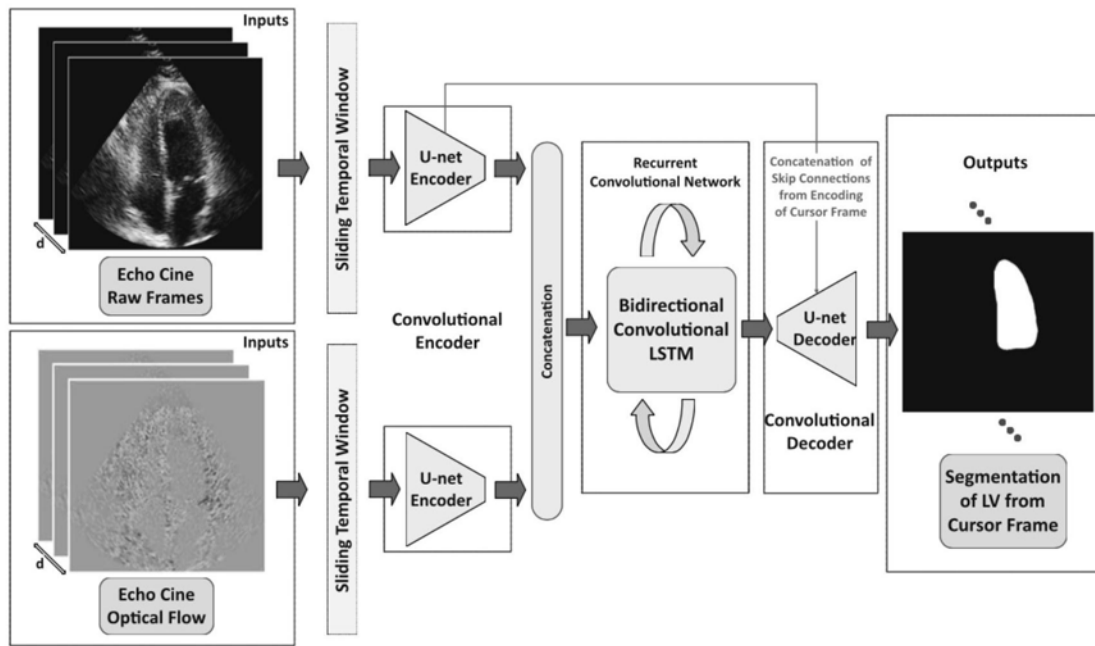 Inputs
d
Echo Cine
Raw Frames
Sliding Temporal Window
U-net
Encoder
Inputs
d
Echo Cine
Optical Flow
Sliding Temporal Window
U-net
Encoder
Convolutional
Encoder
Concatenation
Recurrent
Convolutional Network
Bidirectional
Convolutional
LSTM
Concatenation of
Skip Connections
from Encoding
of Cursor Frame
U-net
Decoder
Convolutional
Decoder
Outputs
Segmentation
of LV from
Cursor Frame